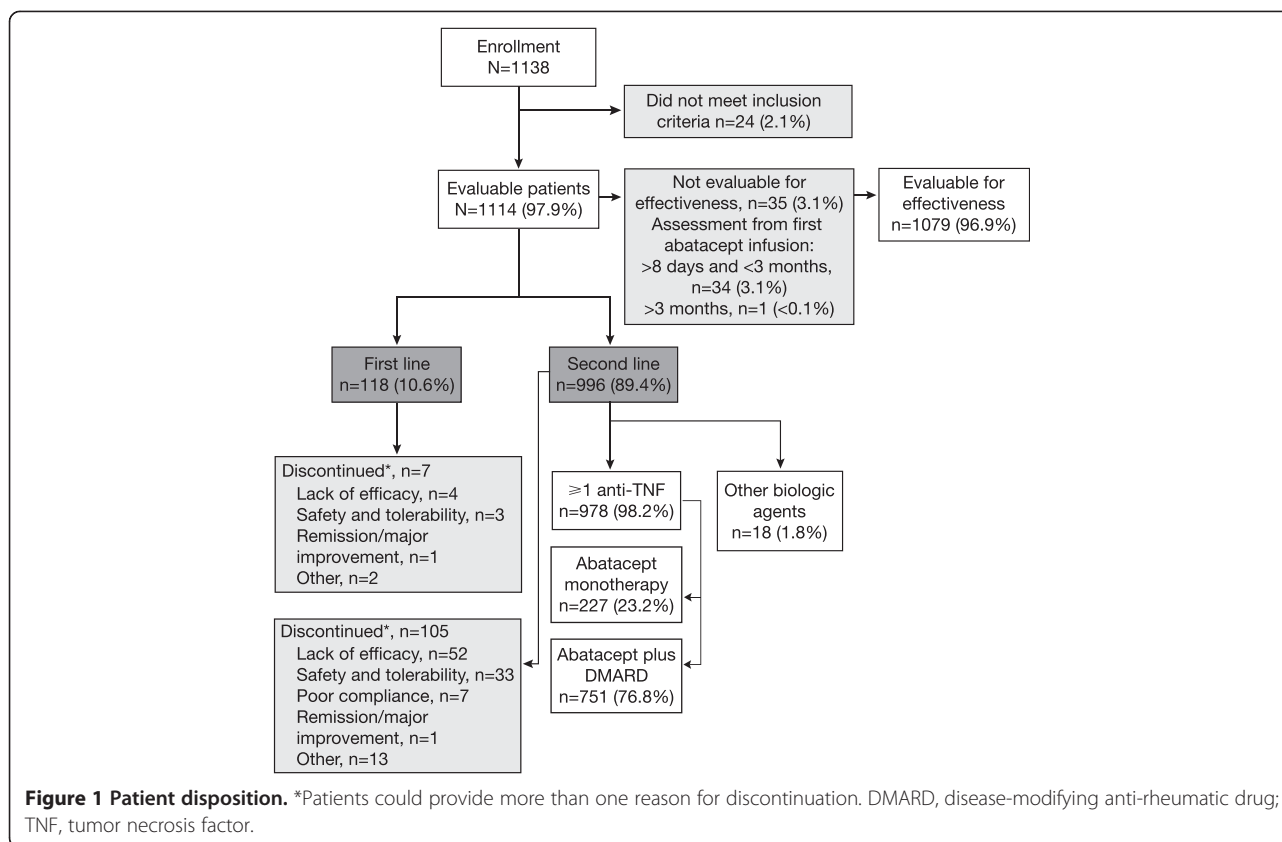 Enrollment
N=1138
Did not meet inclusion
criteria n=24 (2.1%)
Evaluable patients
N=1114 (97.9%)
Not evaluable for
effectiveness, n=35 (3.1%)
Assessment from first
abatacept infusion:
>8 days and <3 months,
n=34 (3.1%)
>3 months, n=1 (<0.1%)
Evaluable for
effectiveness
n=1079 (96.9%)
First line
n=118 (10.6%)
Second line
n=996 (89.4%)
Discontinued*, n=7
Lack of efficacy, n=4
Safety and tolerability, n=3
Remission/major
improvement, n=1
Other, n=2
⩾1 anti-TNF
n=978 (98.2%)
Other biologic
agents
n=18 (1.8%)
Abatacept
monotherapy
n=227 (23.2%)
Abatacept plus
DMARD
n=751 (76.8%)
Discontinued*, n=105
Lack of efficacy, n=52
Safety and tolerability, n=33
Poor compliance, n=7
Remission/major
improvement, n=1
Other, n=13
Figure 1 Patient disposition. *Patients could provide more than one reason for discontinuation. DMARD, disease-modifying anti-rheumatic drug;
TNF, tumor necrosis factor.